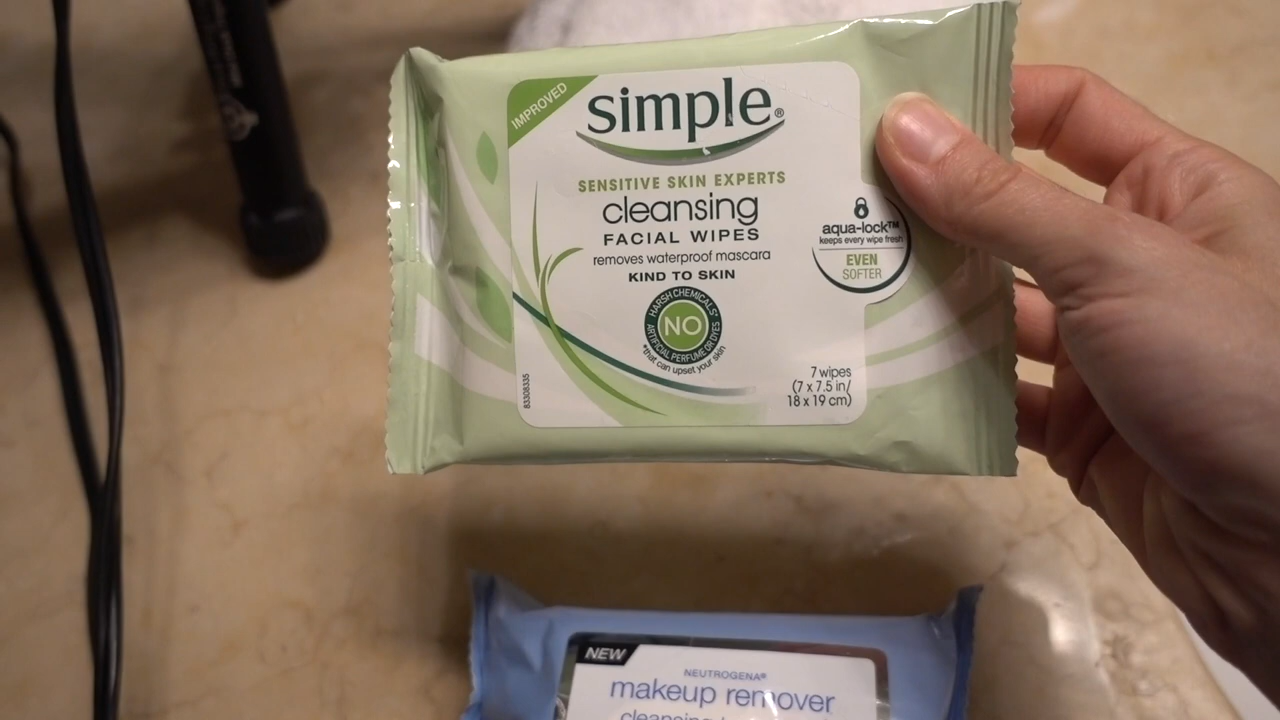 IMPROVED
simple®
SENSITIVE SKIN EXPERTS
cleansing
FACIAL WIPES
removes waterproof mascara
KIND TO SKIN
HARSH CHEMICALS*
NO
ARTIFICIAL PERFUME OR DYES
*that can upset your skin
aqua-lock™
keeps every wipe fresh
EVEN
SOFTER
7 wipes
(7 x 7.5 in/
18 x 19 cm)
83308335
NEW
NEUTROGENA®
makeup remover
cleansing